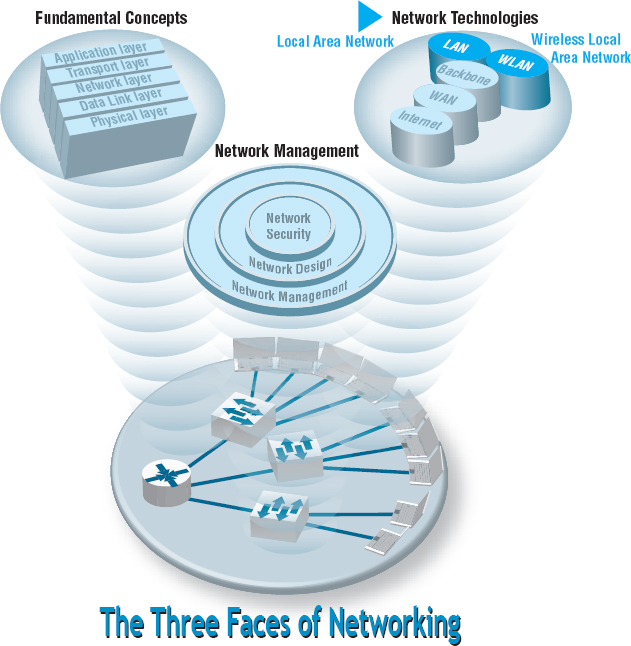 Fundamental Concepts
Application layer
Transport layer
Network layer
Data Link layer
Physical layer
Network Technologies
Local Area Network
LAN
WLAN
Wireless Local
Area Network
Backbone
WAN
Internet
Network Management
Network
Security
Network Design
Network Management
The Three Faces of Networking